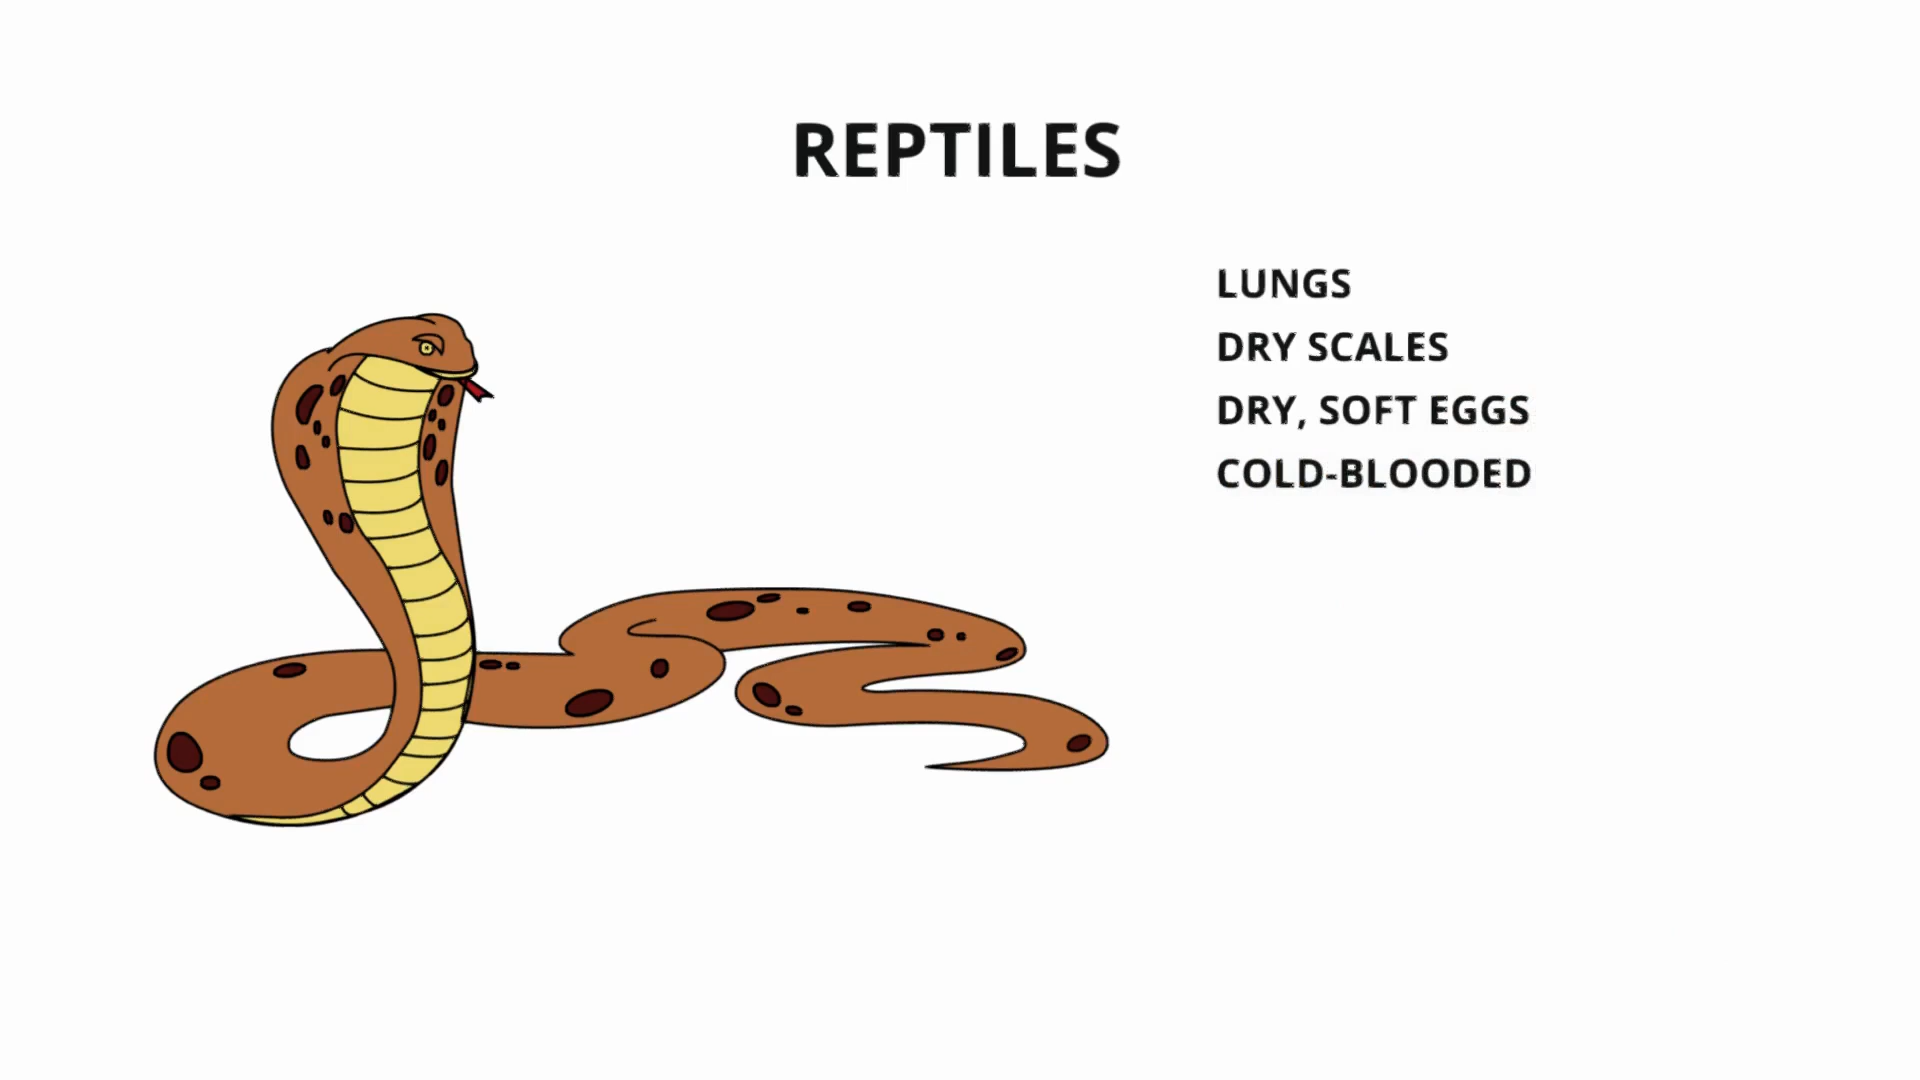 REPTILES
LUNGS
DRY SCALES
DRY, SOFT EGGS
COLD-BLOODED